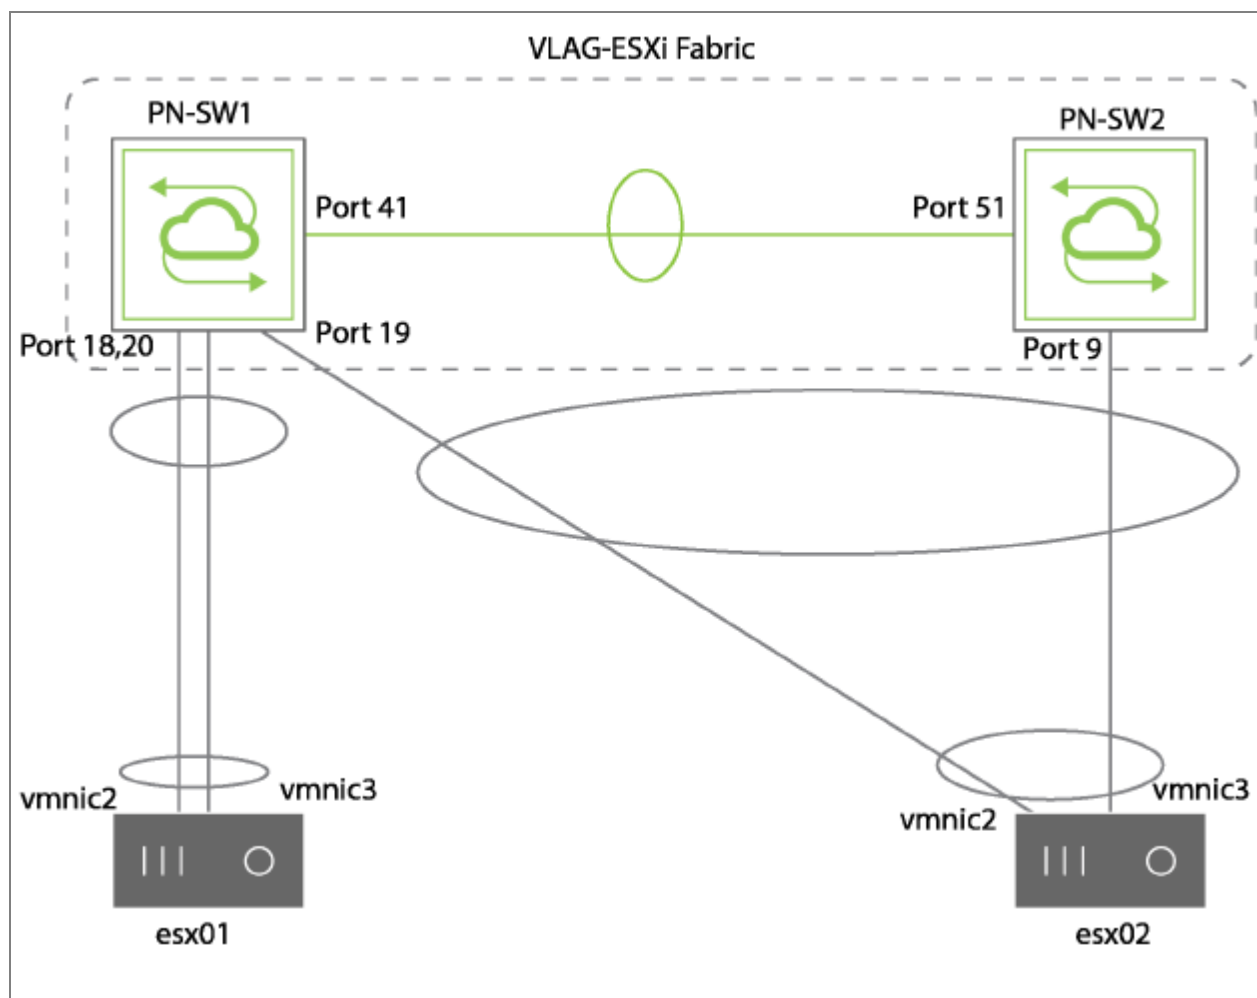 VLAG-ESXi Fabric
PN-SW1
PN-SW2
Port 41
Port 51
Port 19
Port 18,20
Port 9
vmnic2
vmnic3
vmnic2
vmnic3
esx01
esx02